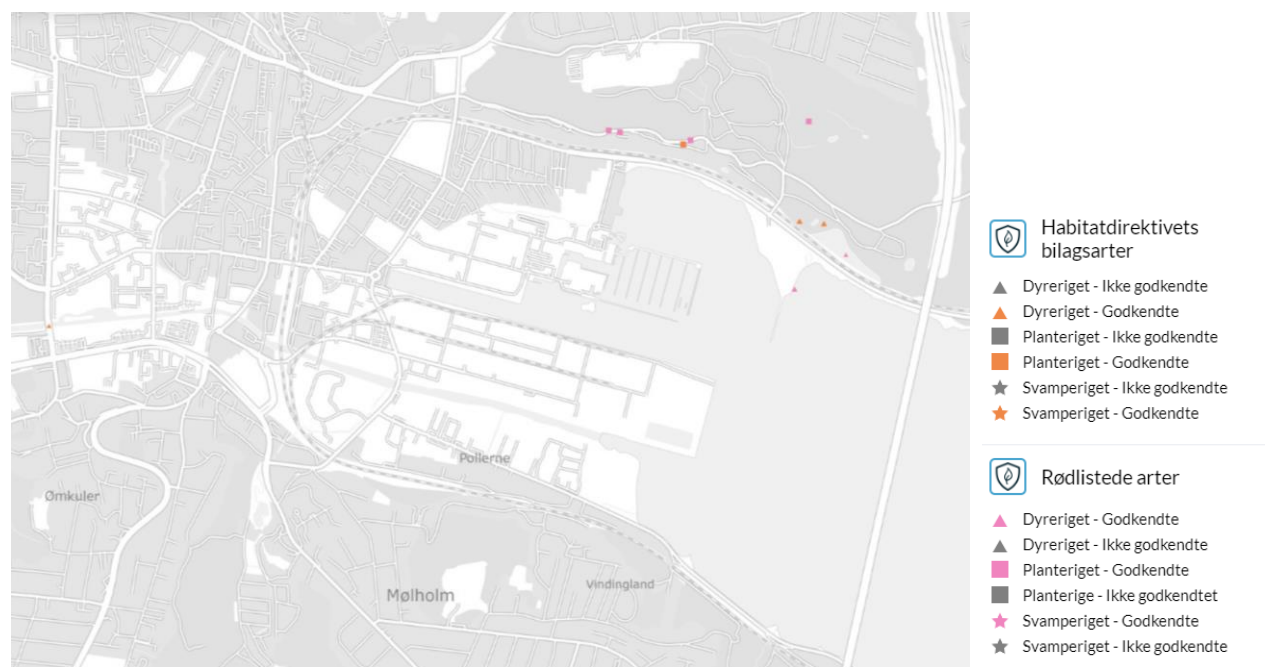 Pollerne
Ømkuler
Mølholm
Vindingland
Habitatdirektivets
bilagsarter
Dyreriget - Ikke godkendte
Dyreriget - Godkendte
Planteriget - Ikke godkendte
Planteriget - Godkendte
Svamperiget - Ikke godkendte
Svamperiget - Godkendte
Rødlistede arter
Dyreriget - Godkendte
Dyreriget - Ikke godkendte
Planteriget - Godkendte
Planterige - Ikke godkendtet
Svamperiget - Godkendte
Svamperiget - Ikke godkendte